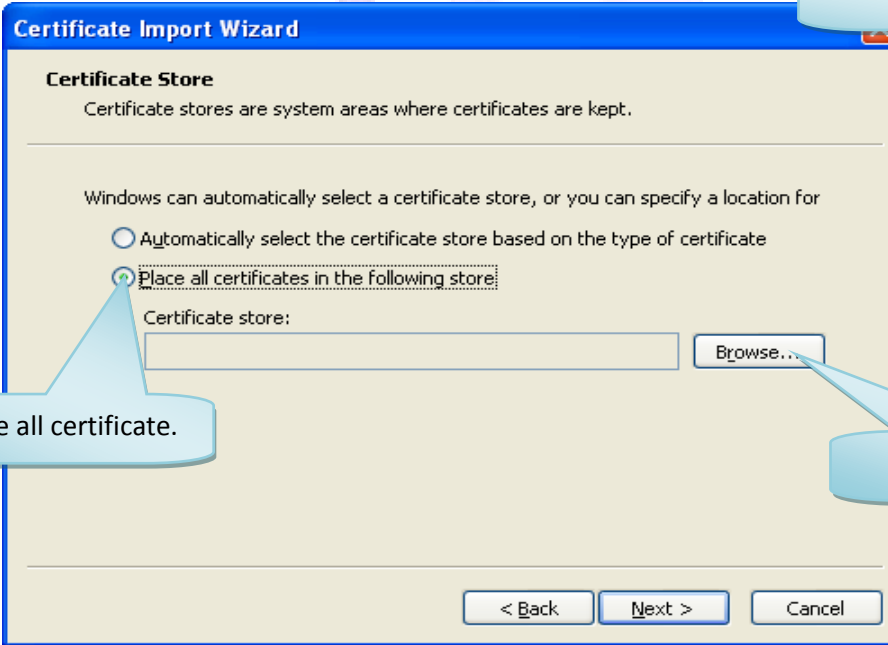 Certificate Import Wizard
Certificate Store
Certificate stores are system areas where certificates are kept.
Windows can automatically select a certificate store, or you can specify a location for
Automatically select the certificate store based on the type of certificate
Place all certificates in the following store
Certificate store:
Browse...
e all certificate.
< Back
Next >
Cancel